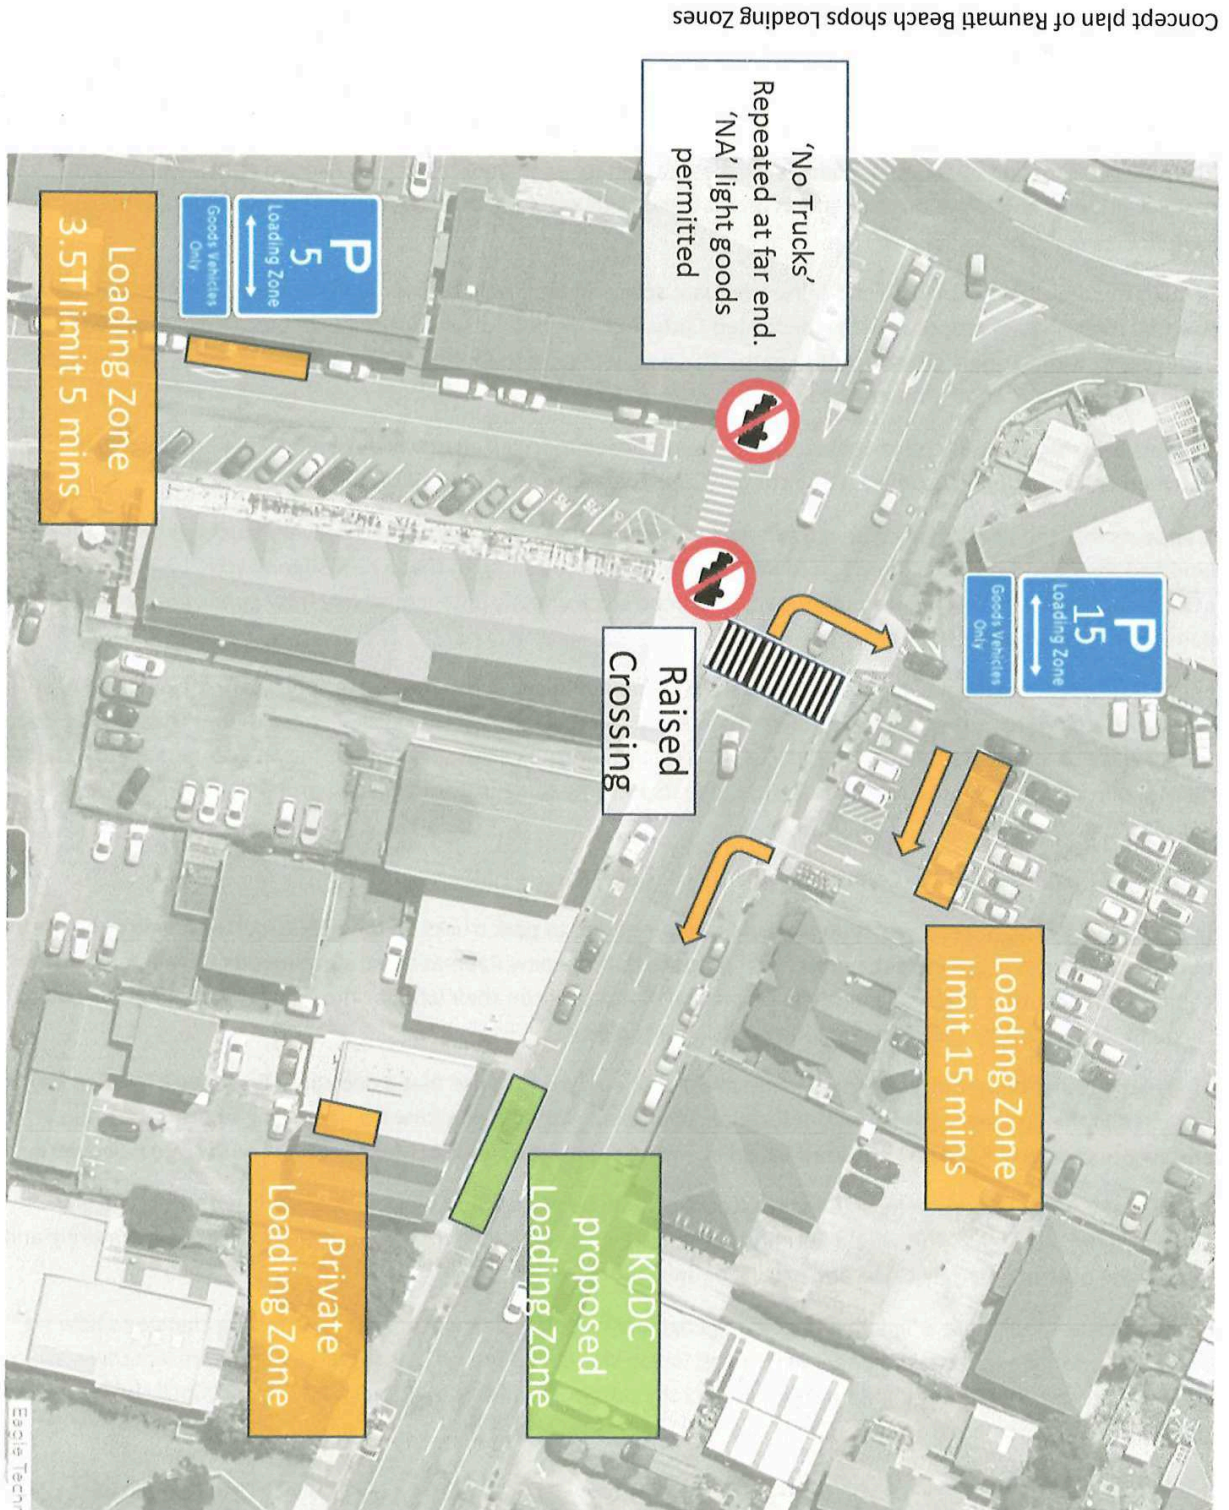 Concept plan of Raumati Beach shops Loading Zones
'No Trucks'
Repeated at far end.
'NA' light goods
permitted
P
15
Loading Zone
Goods Vehicles
Only
P
5
Loading Zone
Goods Vehicles
Only
Loading Zone
3.5T limit 5 mins
Raised
Crossing
Loading Zone
limit 15 mins
KCDC
proposed
Loading Zone
Private
Loading Zone